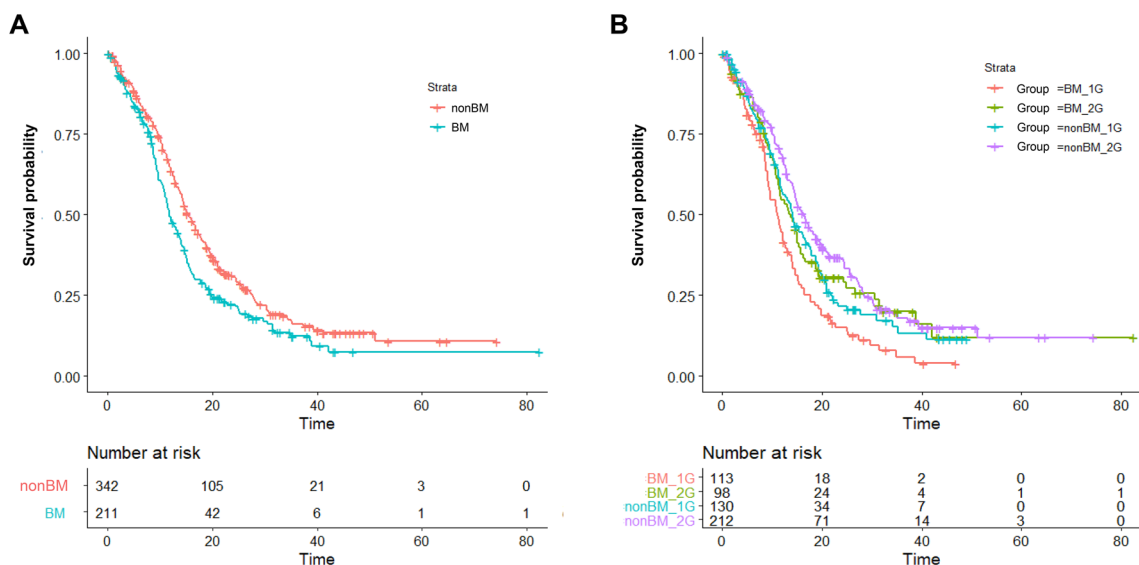 A
Survival probability
1.00
0.75
0.50
0.25
0.00
Strata
nonBM
BM
0 20 40 60 80
Time
Number at risk
nonBM 342 105 21 3 0
BM 211 42 6 1 1
0 20 40 60 80
Time
B
Survival probability
1.00
0.75
0.50
0.25
0.00
Strata
Group =BM_1G
Group =BM_2G
Group =nonBM_1G
Group =nonBM_2G
0 20 40 60 80
Time
Number at risk
BM_1G 113 18 2 0 0
BM_2G 98 24 4 1 1
nonBM_1G 130 34 7 0 0
nonBM_2G 212 71 14 3 0
0 20 40 60 80
Time